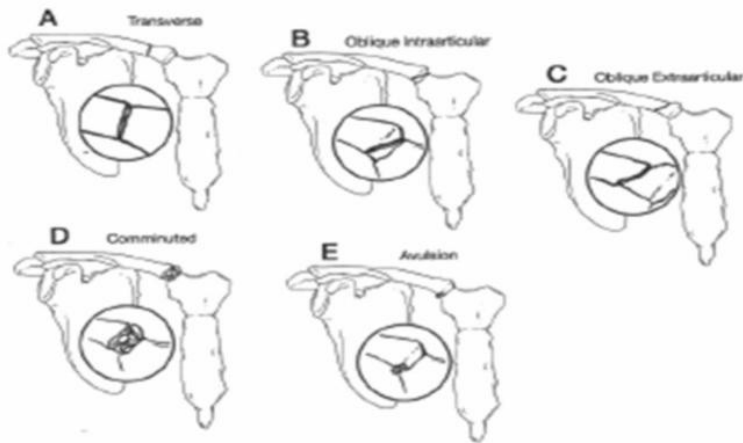 A Transverse
B Oblique Intraarticular
C Oblique Extraarticular
D Comminuted
E Avulsion